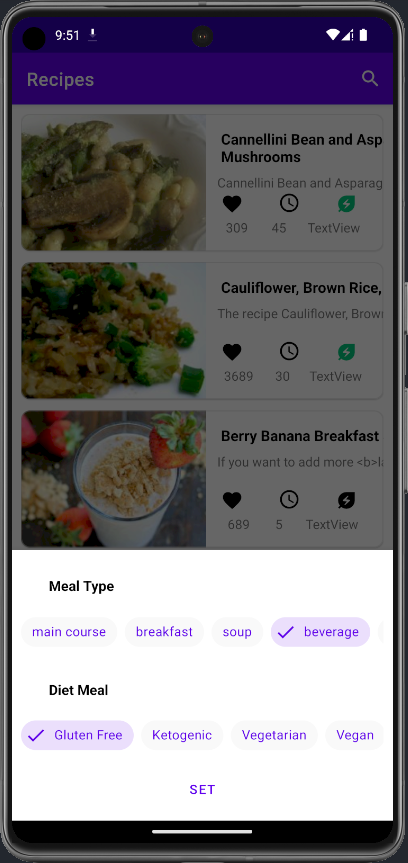 9:51
Recipes
Cannellini Bean and Asp
Mushrooms
Cannellini Bean and Asparag
309 45 TextView
Cauliflower, Brown Rice,
The recipe Cauliflower, Brown
3689 30 TextView
Berry Banana Breakfast
If you want to add more <b>la
689 5 TextView
Meal Type
main course breakfast soup beverage
Diet Meal
Gluten Free Ketogenic Vegetarian Vegan
SET